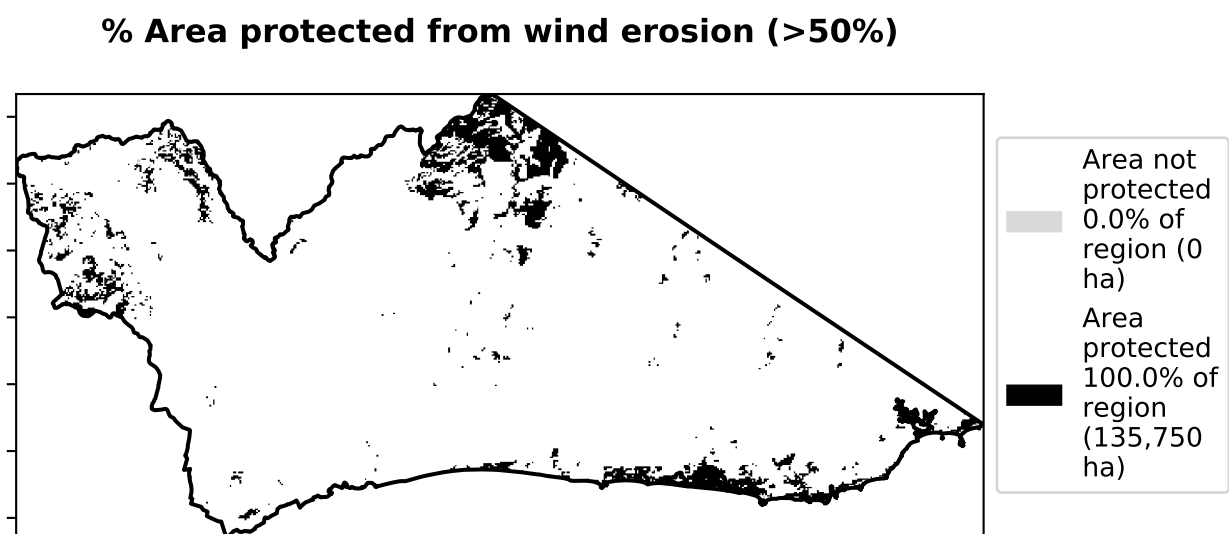 % Area protected from wind erosion (>50%)
Area not
protected
0.0% of
region (0
ha)
Area
protected
100.0% of
region
(135,750
ha)